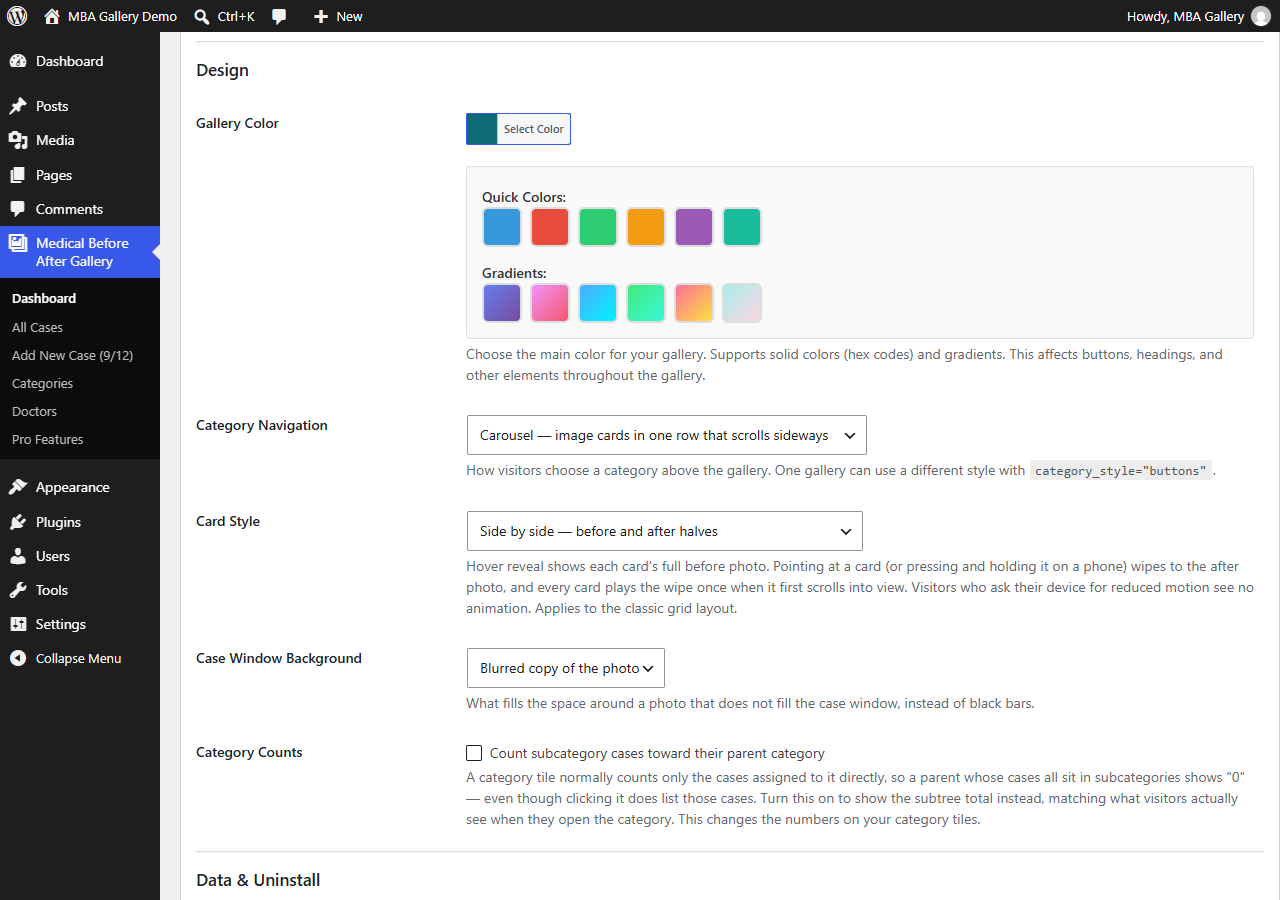 MBA Gallery Demo
Ctrl+K
New
Howdy, MBA Gallery
Dashboard
Posts
Media
Pages
Comments
Medical Before
After Gallery
Dashboard
All Cases
Add New Case (9/12)
Categories
Doctors
Pro Features
Appearance
Plugins
Users
Tools
Settings
Collapse Menu
Design
Gallery Color
Select Color
Quick Colors:
Gradients:
Choose the main color for your gallery. Supports solid colors (hex codes) and gradients. This affects buttons, headings, and
other elements throughout the gallery.
Category Navigation
Carousel — image cards in one row that scrolls sideways
How visitors choose a category above the gallery. One gallery can use a different style with category_style="buttons" .
Card Style
Side by side — before and after halves
Hover reveal shows each card's full before photo. Pointing at a card (or pressing and holding it on a phone) wipes to the after
photo, and every card plays the wipe once when it first scrolls into view. Visitors who ask their device for reduced motion see no
animation. Applies to the classic grid layout.
Case Window Background
Blurred copy of the photo
What fills the space around a photo that does not fill the case window, instead of black bars.
Category Counts
Count subcategory cases toward their parent category
A category tile normally counts only the cases assigned to it directly, so a parent whose cases all sit in subcategories shows "0"
— even though clicking it does list those cases. Turn this on to show the subtree total instead, matching what visitors actually
see when they open the category. This changes the numbers on your category tiles.
Data & Uninstall